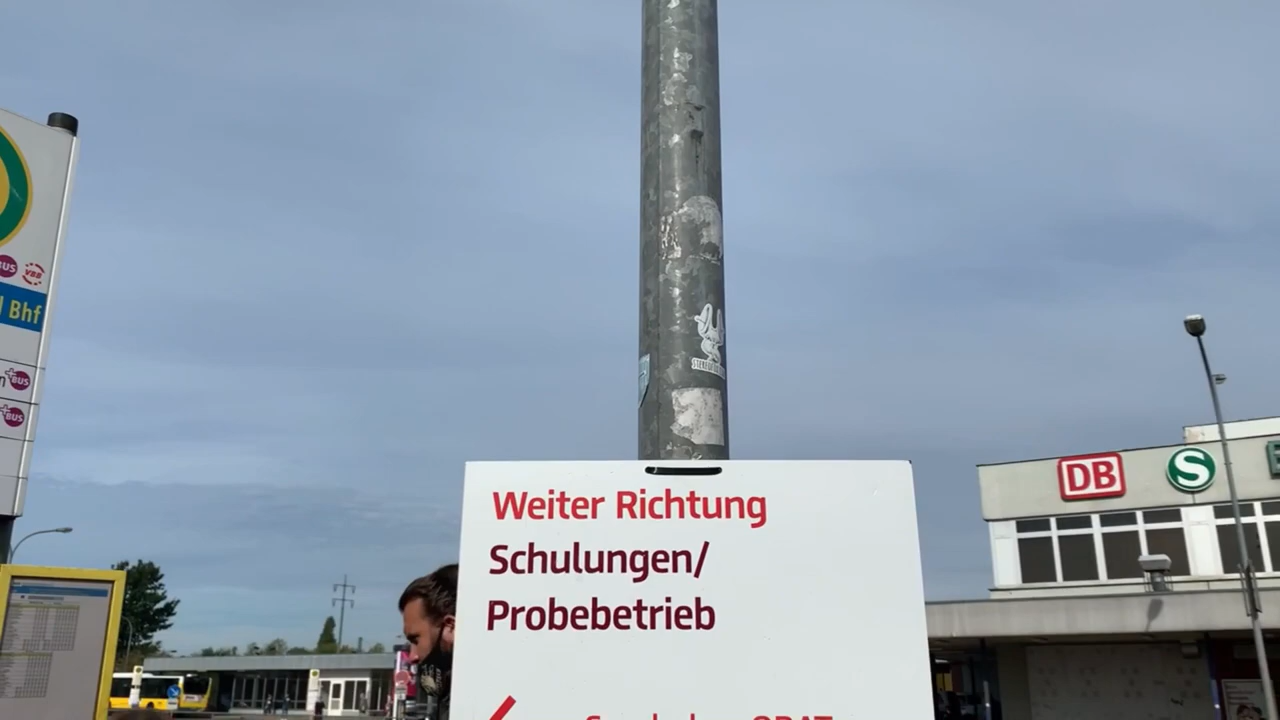 BUS
VBB
Bhf
BUS
BUS
Weiter Richtung
Schulungen/
Probebetrieb
DB
S